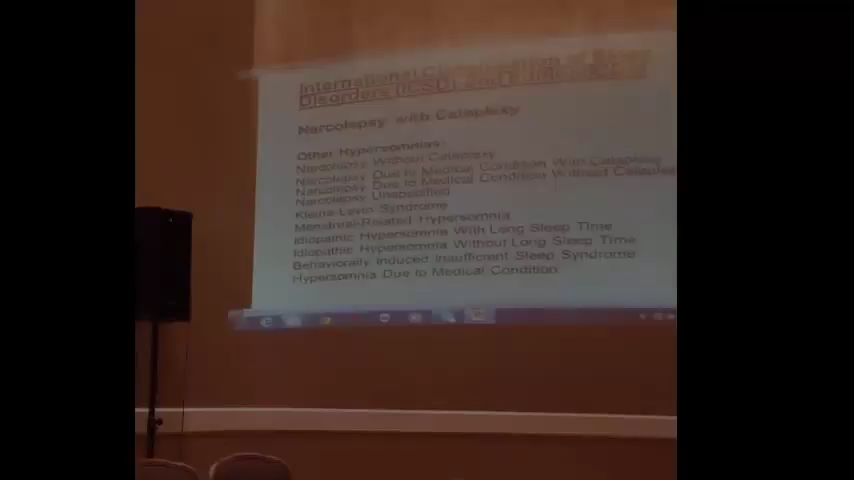 International Classification of Sleep
Disorders (ICSD) and
Narcolepsy with Cataplexy
Other Hypersomnias:
Narcolepsy Without Cataplexy
Narcolepsy Due to Medical Condition With Cataplexy
Narcolepsy Due to Medical Condition Without Cataplex
Narcolepsy Unspecified
Kleine-Levin Syndrome
Menstrual-Related Hypersomnia
Idiopathic Hypersomnia With Long Sleep Time
Idiopathic Hypersomnia Without Long Sleep Time
Behaviorally Induced Insufficient Sleep Syndrome
Hypersomnia Due to Medical Condition